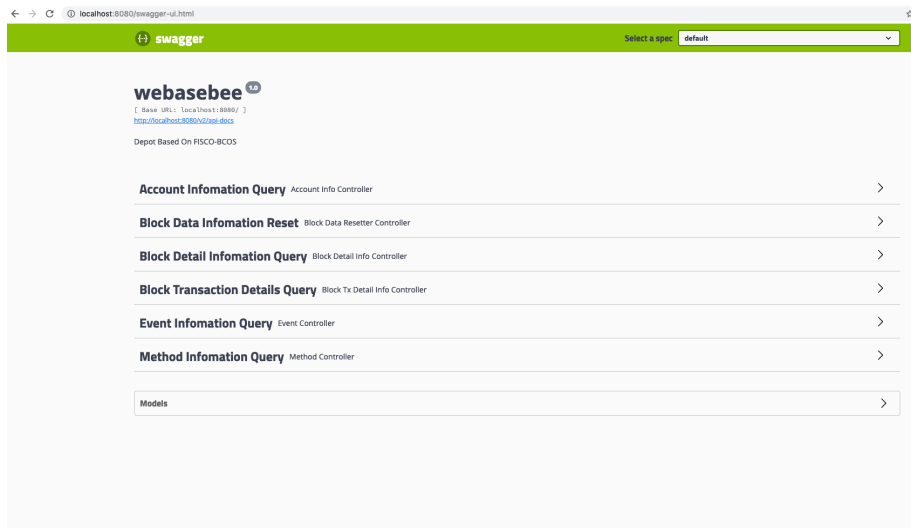 localhost:8080/swagger-ui.html
swagger
Select a spec default
webasebee 1.0
[ Base URL: localhost:8080/ ]
http://localhost:8080/v2/api-docs
Depot Based On FISCO-BCOS
Account Infomation Query Account Info Controller
Block Data Infomation Reset Block Data Resetter Controller
Block Detail Infomation Query Block Detail Info Controller
Block Transaction Details Query Block Tx Detail Info Controller
Event Infomation Query Event Controller
Method Infomation Query Method Controller
Models